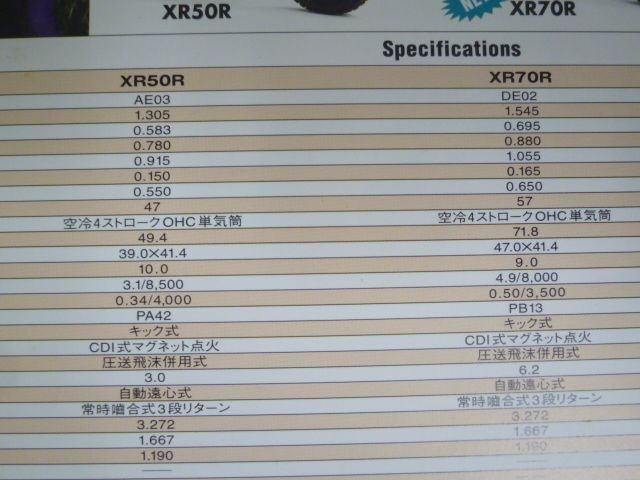 XR50R XR70R
Specifications
XR50R XR70R
AE03 DE02
1.305 1.545
0.583 0.695
0.780 0.880
0.915 1.055
0.150 0.165
0.550 0.650
47 57
空冷4ストロークOHC単気筒 空冷4ストロークOHC単気筒
49.4 71.8
39.0×41.4 47.0×41.4
10.0 9.0
3.1/8,500 4.9/8,000
0.34/4,000 0.50/3,500
PA42 PB13
キック式 キック式
CDI式マグネット点火 CDI式マグネット点火
圧送飛沫併用式 圧送飛沫併用式
3.0 6.2
自動遠心式 自動遠心式
常時嚙合式3段リターン 常時嚙合式3段リターン
3.272 3.272
1.667 1.667
1.190 1.190